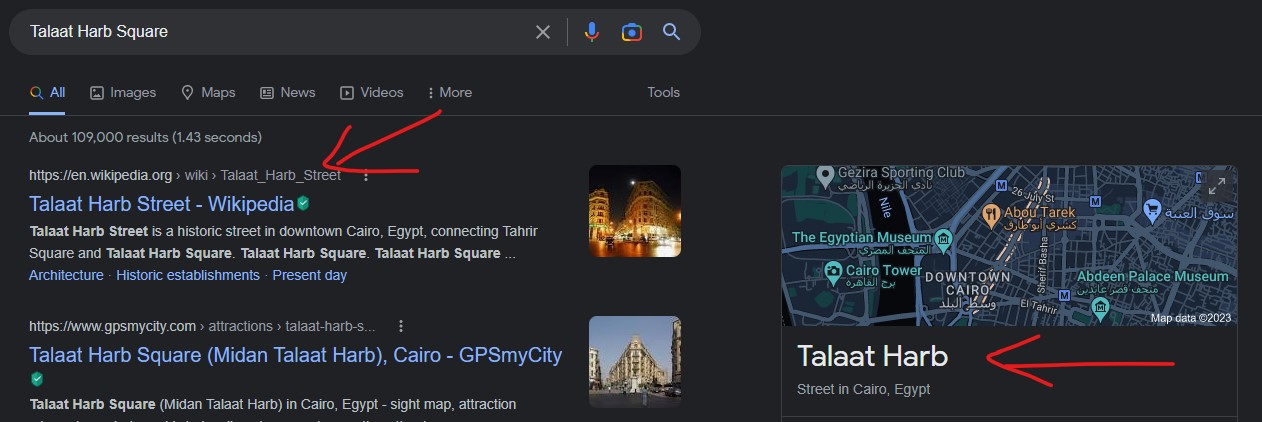 Talaat Harb Square
All
Images
Maps
News
Videos
More
Tools
About 109,000 results (1.43 seconds)
https://en.wikipedia.org › wiki › Talaat_Harb_Street
Talaat Harb Street - Wikipedia
Talaat Harb Street is a historic street in downtown Cairo, Egypt, connecting Tahrir
Square and Talaat Harb Square. Talaat Harb Square. Talaat Harb Square ...
Architecture · Historic establishments · Present day
https://www.gpsmycity.com › attractions › talaat-harb-s...
Talaat Harb Square (Midan Talaat Harb), Cairo - GPSmyCity
Talaat Harb Square (Midan Talaat Harb) in Cairo, Egypt - sight map, attraction
Gezira Sporting Club
نادي الجزيرة الرياضي
Nile
M
26 July St
M
Abou Tarek
كشري أبو طارق
سوق العتبة
The Egyptian Museum
المتحف المصري
Cairo Tower
برج القاهرة
DOWNTOWN
CAIRO
وسط البلد
Sherif Basha
Abdeen Palace Museum
متحف قصر عابدين
M
El Tahrir
Map data ©2023
Talaat Harb
Street in Cairo, Egypt